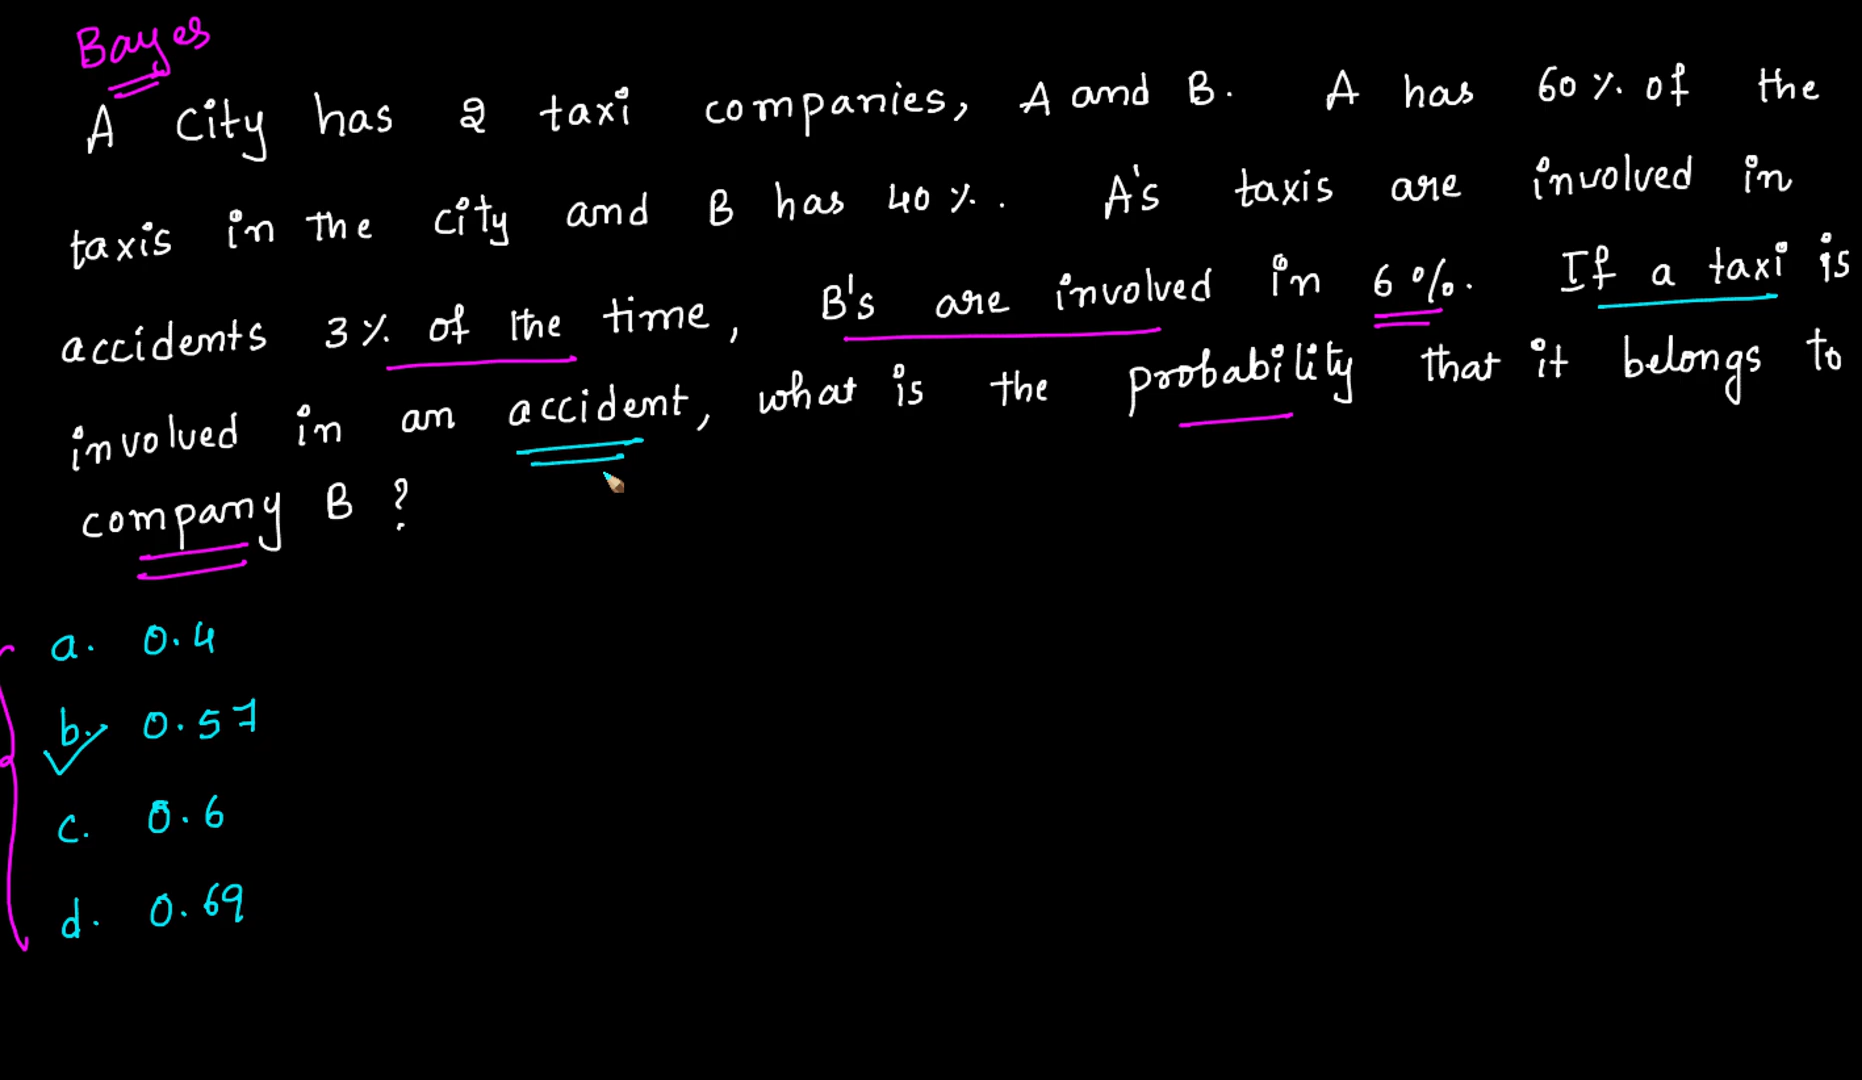 Bayes
A city has 2 taxi companies, A and B. A has 60% of the
taxis in the city and B has 40%. A's taxis are involved in
accidents 3% of the time, B's are involved in 6%. If a taxi is
involved in an accident, what is the probability that it belongs to
company B?
a. 0.4
b. 0.57
c. 0.6
d. 0.69